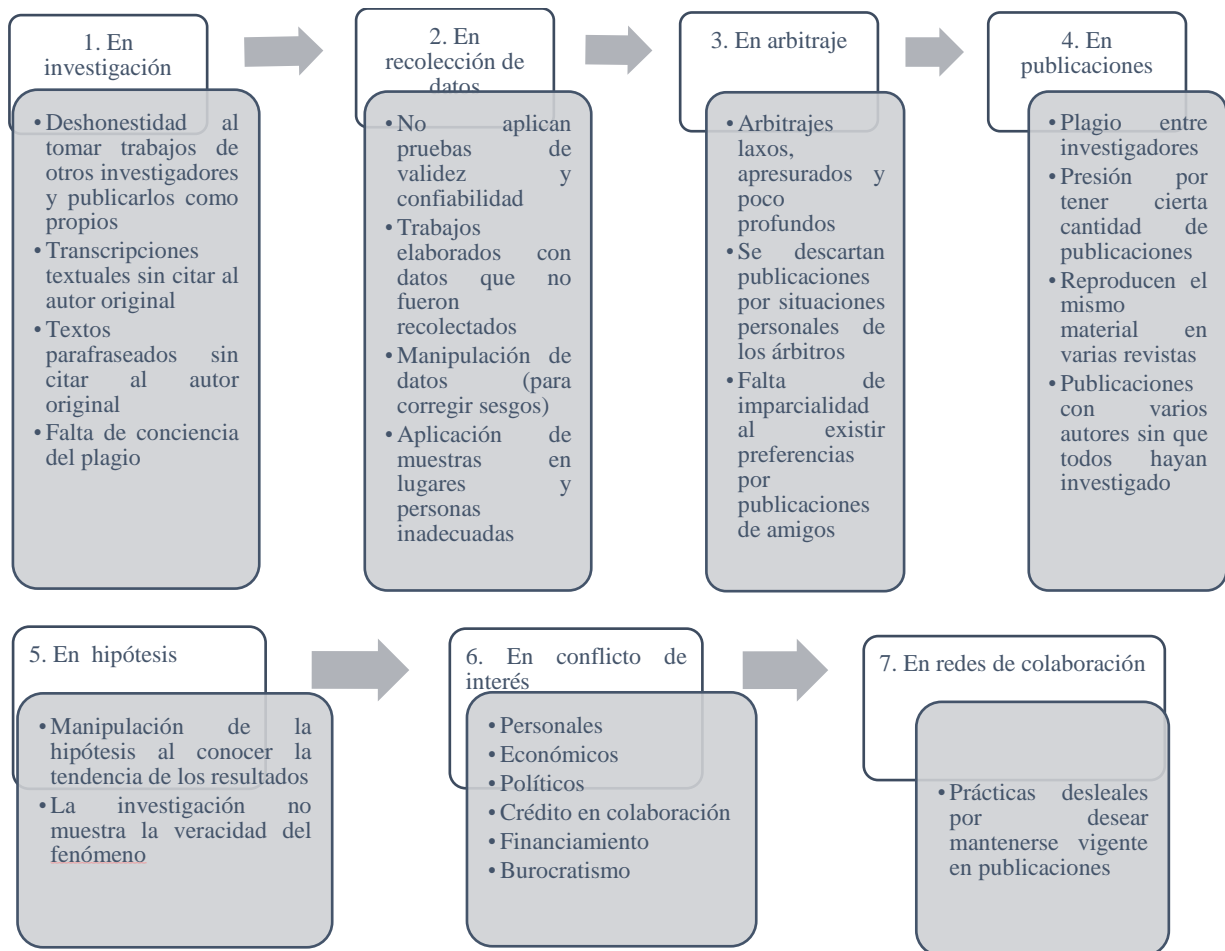 1. En
investigación
• Deshonestidad al
tomar trabajos de
otros investigadores
y publicarlos como
propios
• Transcripciones
textuales sin citar al
autor original
• Textos
parafraseados sin
citar al autor
original
• Falta de conciencia
del plagio
2. En
recolección de
datos
• No aplican
pruebas de
validez y
confiabilidad
• Trabajos
elaborados con
datos que no
fueron
recolectados
• Manipulación de
datos (para
corregir sesgos)
• Aplicación de
muestras en
lugares y
personas
inadecuadas
3. En arbitraje
• Arbitrajes
laxos,
apresurados y
poco
profundos
• Se descartan
publicaciones
por situaciones
personales de
los árbitros
• Falta de
imparcialidad
al existir
preferencias
por
publicaciones
de amigos
4. En
publicaciones
• Plagio entre
investigadores
• Presión por
tener cierta
cantidad de
publicaciones
• Reproducen el
mismo
material en
varias revistas
• Publicaciones
con varios
autores sin que
todos hayan
investigado
5. En hipótesis
• Manipulación de la
hipótesis al conocer la
tendencia de los resultados
• La investigación no
muestra la veracidad del
fenómeno
6. En conflicto de
interés
• Personales
• Económicos
• Políticos
• Crédito en colaboración
• Financiamiento
• Burocratismo
7. En redes de colaboración
• Prácticas desleales
por desear
mantenerse vigente
en publicaciones